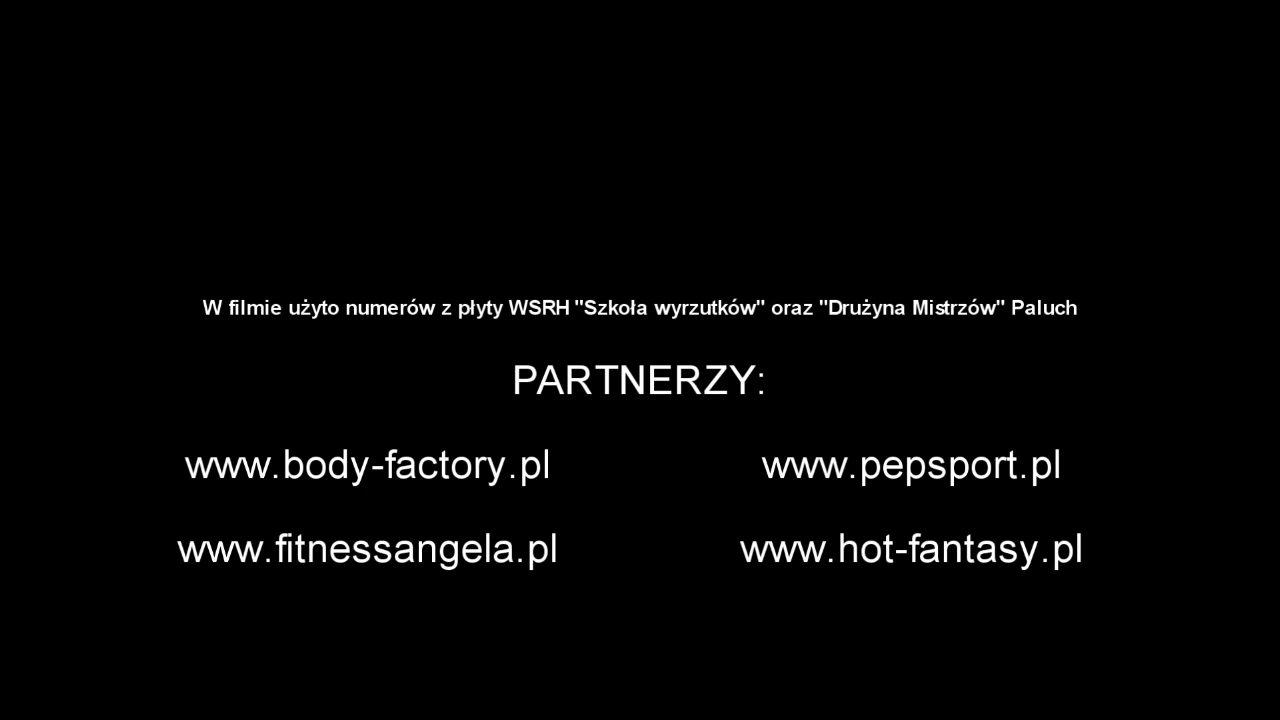 W filmie użyto numerów z płyty WSRH "Szkoła wyrzutków" oraz "Drużyna Mistrzów" Paluch
PARTNERZY:
www.body-factory.pl www.pepsport.pl
www.fitnessangela.pl www.hot-fantasy.pl